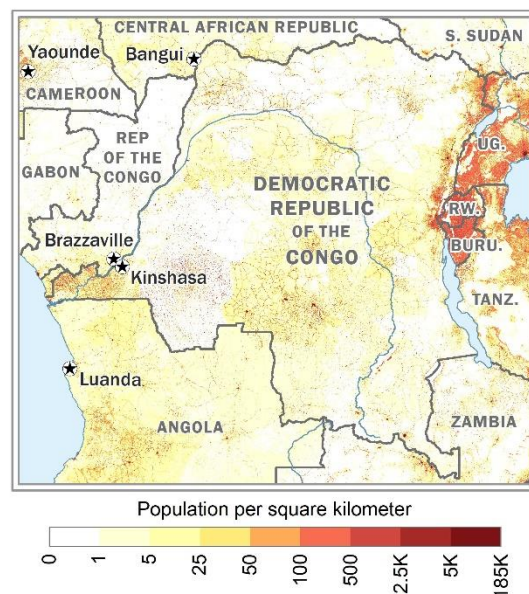 CENTRAL AFRICAN REPUBLIC
S. SUDAN
Yaounde
Bangui
CAMEROON
REP
OF THE
CONGO
GABON
UG.
DEMOCRATIC
REPUBLIC
OF THE
CONGO
RW.
BURU.
Brazzaville
Kinshasa
TANZ.
Luanda
ANGOLA
ZAMBIA
Population per square kilometer
0 1 5 25 50 100 500 2.5K 5K 185K